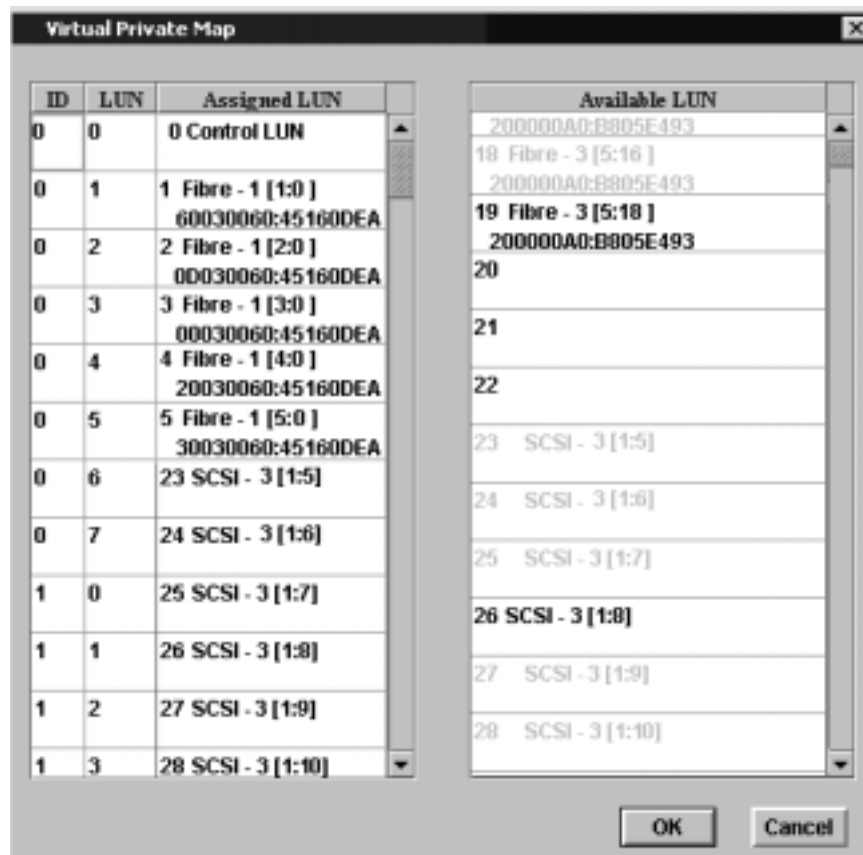 Virtual Private Map
ID LUN Assigned LUN
0 0 0 Control LUN
0 1 1 Fibre - 1 [1:0 ]
60030060:45160DEA
0 2 2 Fibre - 1 [2:0 ]
0D030060:45160DEA
0 3 3 Fibre - 1 [3:0 ]
00030060:45160DEA
0 4 4 Fibre - 1 [4:0 ]
20030060:45160DEA
0 5 5 Fibre - 1 [5:0 ]
30030060:45160DEA
0 6 23 SCSI - 3 [1:5]
0 7 24 SCSI - 3 [1:6]
1 0 25 SCSI - 3 [1:7]
1 1 26 SCSI - 3 [1:8]
1 2 27 SCSI - 3 [1:9]
1 3 28 SCSI - 3 [1:10]
Available LUN
200000A0:B805E493
18 Fibre - 3 [5:16 ]
200000A0:B805E493
19 Fibre - 3 [5:18 ]
200000A0:B805E493
20
21
22
23 SCSI - 3 [1:5]
24 SCSI - 3 [1:6]
25 SCSI - 3 [1:7]
26 SCSI - 3 [1:8]
27 SCSI - 3 [1:9]
28 SCSI - 3 [1:10]
OK Cancel